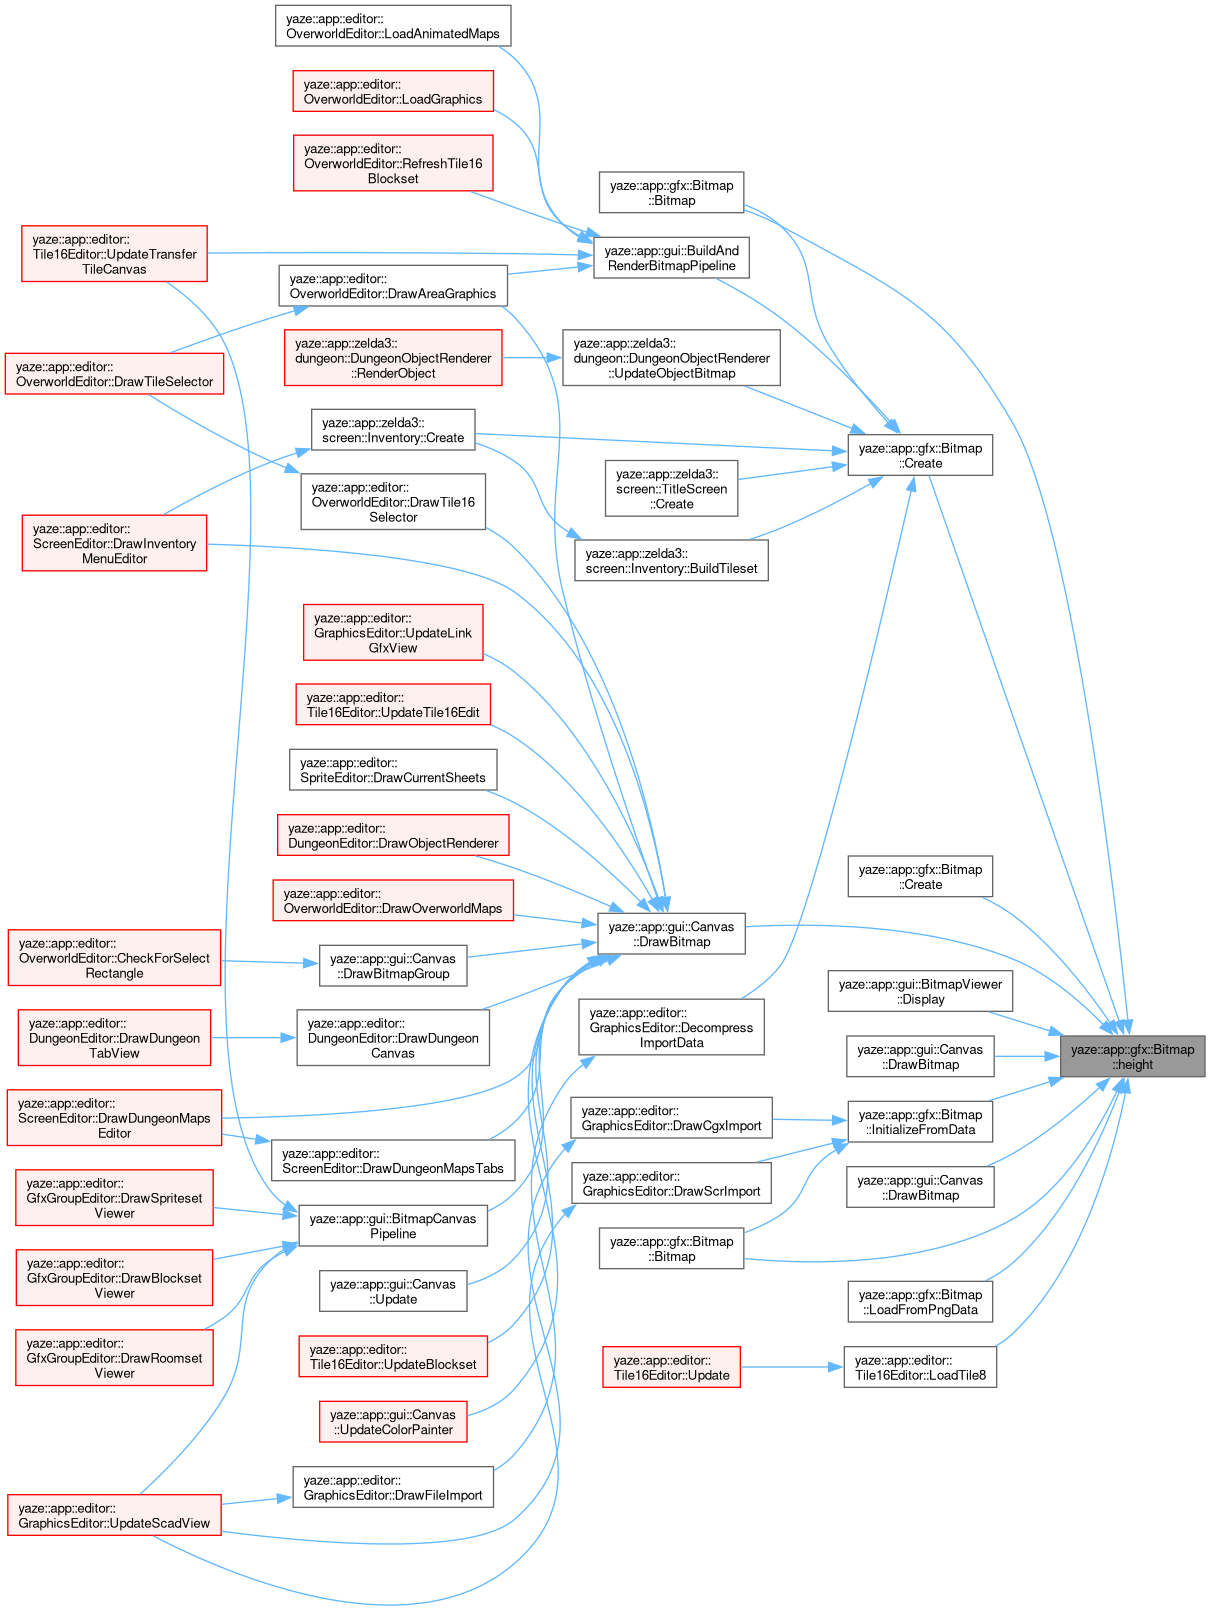 yaze::app::editor::
OverworldEditor::LoadAnimatedMaps
yaze::app::editor::
OverworldEditor::LoadGraphics
yaze::app::editor::
OverworldEditor::RefreshTile16
Blockset
yaze::app::gfx::Bitmap
::Bitmap
yaze::app::editor::
Tile16Editor::UpdateTransfer
TileCanvas
yaze::app::gui::BuildAnd
RenderBitmapPipeline
yaze::app::editor::
OverworldEditor::DrawAreaGraphics
yaze::app::zelda3::
dungeon::DungeonObjectRenderer
::RenderObject
yaze::app::zelda3::
dungeon::DungeonObjectRenderer
::UpdateObjectBitmap
yaze::app::editor::
OverworldEditor::DrawTileSelector
yaze::app::zelda3::
screen::Inventory::Create
yaze::app::gfx::Bitmap
::Create
yaze::app::zelda3::
screen::TitleScreen
::Create
yaze::app::editor::
OverworldEditor::DrawTile16
Selector
yaze::app::editor::
ScreenEditor::DrawInventory
MenuEditor
yaze::app::zelda3::
screen::Inventory::BuildTileset
yaze::app::editor::
GraphicsEditor::UpdateLink
GfxView
yaze::app::editor::
Tile16Editor::UpdateTile16Edit
yaze::app::editor::
SpriteEditor::DrawCurrentSheets
yaze::app::editor::
DungeonEditor::DrawObjectRenderer
yaze::app::gfx::Bitmap
::Create
yaze::app::editor::
OverworldEditor::DrawOverworldMaps
yaze::app::gui::Canvas
::DrawBitmap
yaze::app::editor::
OverworldEditor::CheckForSelect
Rectangle
yaze::app::gui::Canvas
::DrawBitmapGroup
yaze::app::gui::BitmapViewer
::Display
yaze::app::editor::
DungeonEditor::DrawDungeon
TabView
yaze::app::editor::
DungeonEditor::DrawDungeon
Canvas
yaze::app::editor::
GraphicsEditor::Decompress
ImportData
yaze::app::gui::Canvas
::DrawBitmap
yaze::app::gfx::Bitmap
::height
yaze::app::editor::
ScreenEditor::DrawDungeonMaps
Editor
yaze::app::editor::
GraphicsEditor::DrawCgxImport
yaze::app::gfx::Bitmap
::InitializeFromData
yaze::app::editor::
ScreenEditor::DrawDungeonMapsTabs
yaze::app::editor::
GraphicsEditor::DrawScrImport
yaze::app::gui::Canvas
::DrawBitmap
yaze::app::editor::
GfxGroupEditor::DrawSpriteset
Viewer
yaze::app::gui::BitmapCanvas
Pipeline
yaze::app::gfx::Bitmap
::Bitmap
yaze::app::editor::
GfxGroupEditor::DrawBlockset
Viewer
yaze::app::gui::Canvas
::Update
yaze::app::gfx::Bitmap
::LoadFromPngData
yaze::app::editor::
GfxGroupEditor::DrawRoomset
Viewer
yaze::app::editor::
Tile16Editor::UpdateBlockset
yaze::app::editor::
Tile16Editor::Update
yaze::app::editor::
Tile16Editor::LoadTile8
yaze::app::gui::Canvas
::UpdateColorPainter
yaze::app::editor::
GraphicsEditor::DrawFileImport
yaze::app::editor::
GraphicsEditor::UpdateScadView